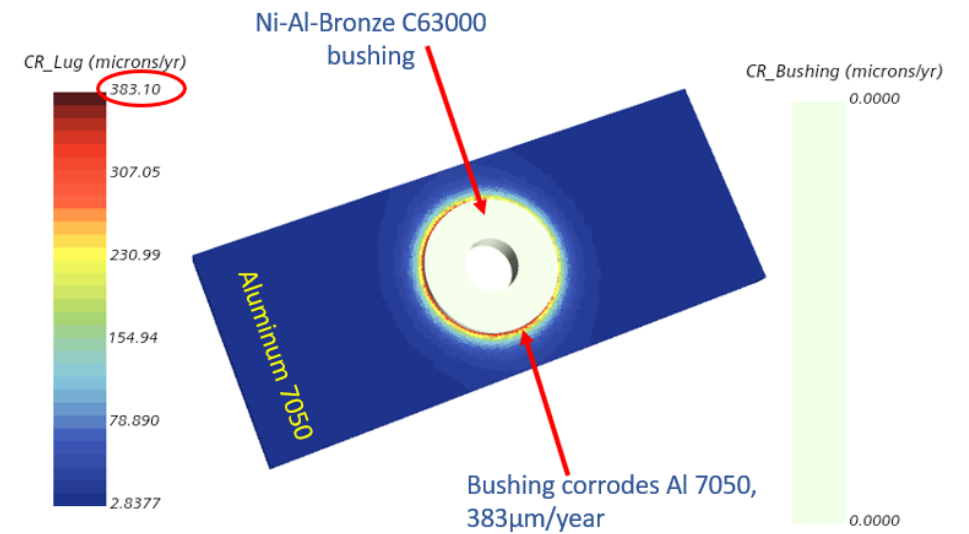 Ni-Al-Bronze C63000
bushing
CR_Lug (microns/yr)
383.10
307.05
230.99
154.94
78.890
2.8377
CR_Bushing (microns/yr)
0.0000
0.0000
Aluminum 7050
Bushing corrodes Al 7050,
383µm/year